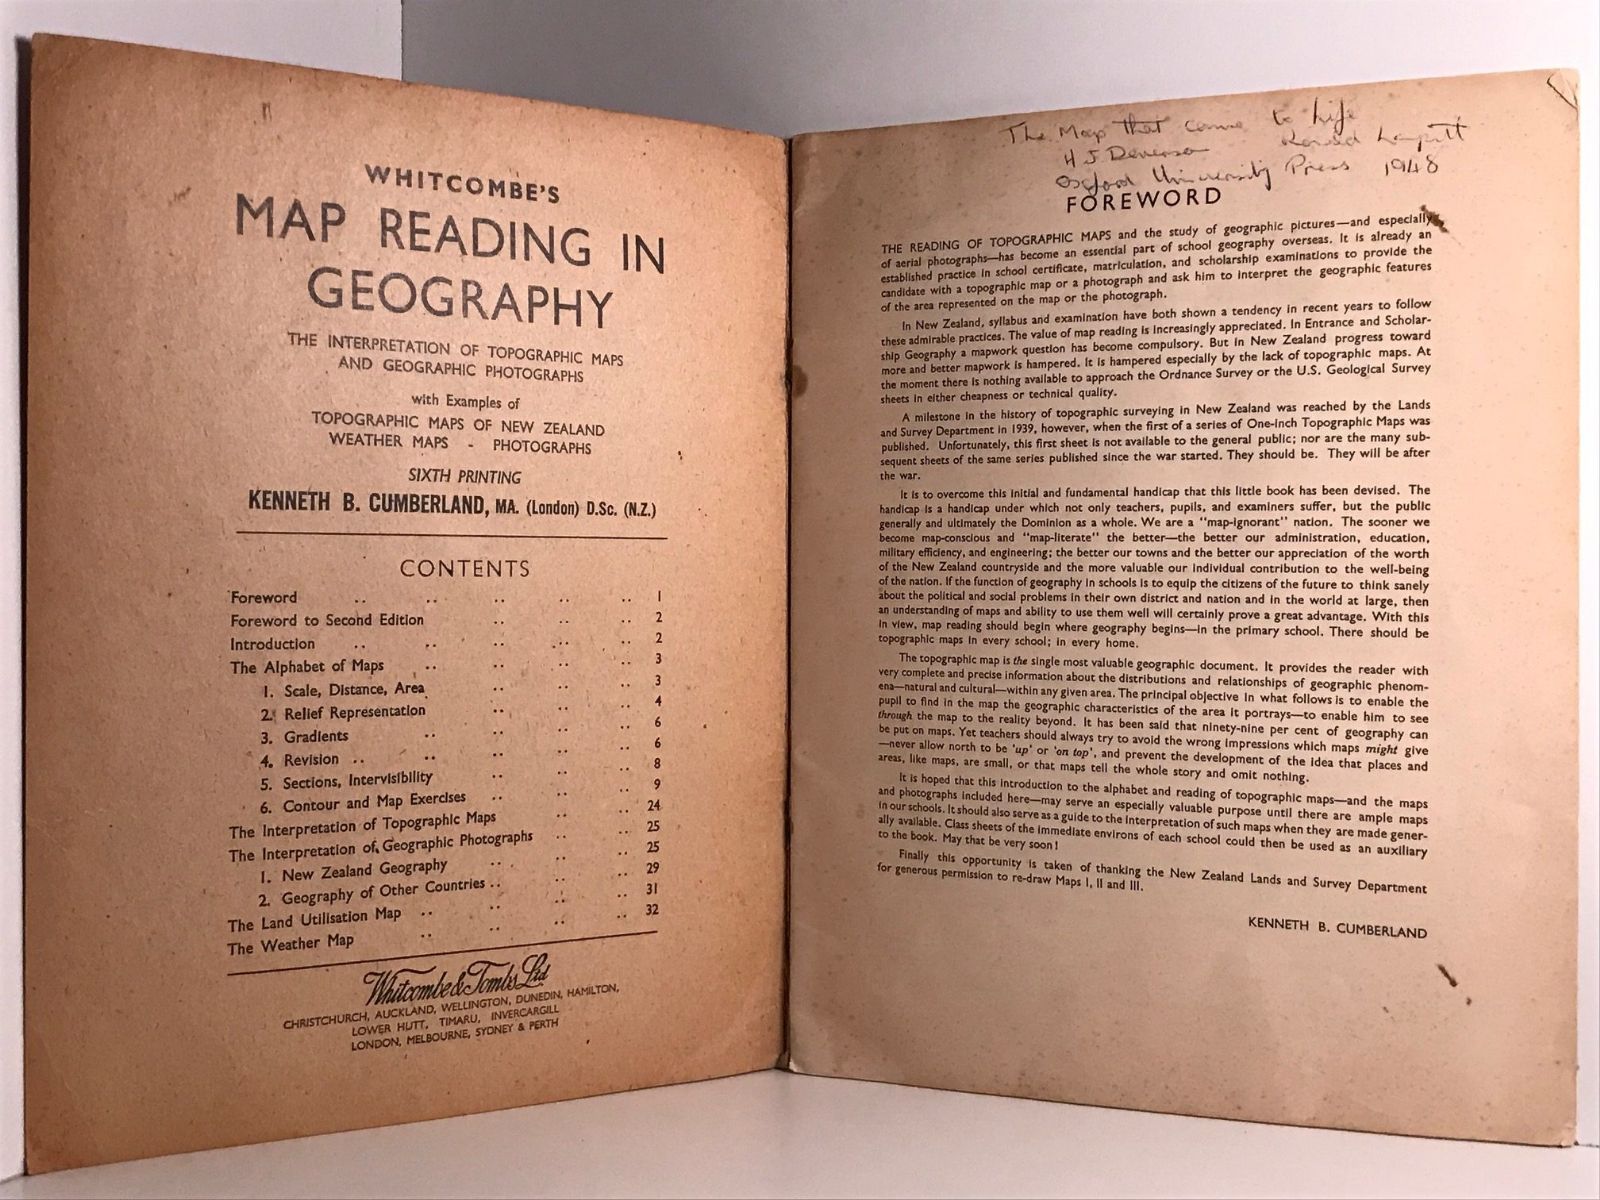 WHITCOMBE'S
MAP READING IN
GEOGRAPHY
THE INTERPRETATION OF TOPOGRAPHIC MAPS
AND GEOGRAPHIC PHOTOGRAPHS
with Examples of
TOPOGRAPHIC MAPS OF NEW ZEALAND
WEATHER MAPS - PHOTOGRAPHS
SIXTH PRINTING
KENNETH B. CUMBERLAND, MA. (London) D.Sc. (N.Z.)
CONTENTS
Foreword .. .. .. .. .. 1
Foreword to Second Edition .. .. .. 2
Introduction .. .. .. .. .. 2
The Alphabet of Maps .. .. .. .. 3
1. Scale, Distance, Area .. .. .. 3
2. Relief Representation .. .. .. 4
3. Gradients .. .. .. .. 6
4. Revision .. .. .. .. .. 6
5. Sections, Intervisibility .. .. .. 8
6. Contour and Map Exercises .. .. .. 9
The Interpretation of Topographic Maps .. .. 24
The Interpretation of Geographic Photographs .. .. 25
1. New Zealand Geography .. .. .. 25
2. Geography of Other Countries .. .. .. 29
The Land Utilisation Map .. .. .. .. 31
The Weather Map .. .. .. .. 32
Whitcombe & Tombs Ltd
CHRISTCHURCH, AUCKLAND, WELLINGTON, DUNEDIN, HAMILTON,
LOWER HUTT, TIMARU, INVERCARGILL
LONDON, MELBOURNE, SYDNEY & PERTH
The Map that came to Life
H J Deverson Ronald Lampitt
Oxford University Press 1948
FOREWORD
THE READING OF TOPOGRAPHIC MAPS and the study of geographic pictures—and especially
of aerial photographs—has become an essential part of school geography overseas. It is already an
established practice in school certificate, matriculation, and scholarship examinations to provide the
candidate with a topographic map or a photograph and ask him to interpret the geographic features
of the area represented on the map or the photograph.
In New Zealand, syllabus and examination have both shown a tendency in recent years to follow
these admirable practices. The value of map reading is increasingly appreciated. In Entrance and Scholar-
ship Geography a mapwork question has become compulsory. But in New Zealand progress toward
more and better mapwork is hampered. It is hampered especially by the lack of topographic maps. At
the moment there is nothing available to approach the Ordnance Survey or the U.S. Geological Survey
sheets in either cheapness or technical quality.
A milestone in the history of topographic surveying in New Zealand was reached by the Lands
and Survey Department in 1939, however, when the first of a series of One-Inch Topographic Maps was
published. Unfortunately, this first sheet is not available to the general public; nor are the many sub-
sequent sheets of the same series published since the war started. They should be. They will be after
the war.
It is to overcome this initial and fundamental handicap that this little book has been devised. The
handicap is a handicap under which not only teachers, pupils, and examiners suffer, but the public
generally and ultimately the Dominion as a whole. We are a "map-ignorant" nation. The sooner we
become map-conscious and "map-literate" the better—the better our administration, education,
military efficiency, and engineering; the better our towns and the better our appreciation of the worth
of the New Zealand countryside and the more valuable our individual contribution to the well-being
of the nation. If the function of geography in schools is to equip the citizens of the future to think sanely
about the political and social problems in their own district and nation and in the world at large, then
an understanding of maps and ability to use them well will certainly prove a great advantage. With this
in view, map reading should begin where geography begins—in the primary school. There should be
topographic maps in every school; in every home.
The topographic map is the single most valuable geographic document. It provides the reader with
very complete and precise information about the distributions and relationships of geographic phenom-
ena—natural and cultural—within any given area. The principal objective in what follows is to enable the
pupil to find in the map the geographic characteristics of the area it portrays—to enable him to see
through the map to the reality beyond. It has been said that ninety-nine per cent of geography can
be put on maps. Yet teachers should always try to avoid the wrong impressions which maps might give
—never allow north to be 'up' or 'on top', and prevent the development of the idea that places and
areas, like maps, are small, or that maps tell the whole story and omit nothing.
It is hoped that this introduction to the alphabet and reading of topographic maps—and the maps
and photographs included here—may serve an especially valuable purpose until there are ample maps
in our schools. It should also serve as a guide to the interpretation of such maps when they are made gener-
ally available. Class sheets of the immediate environs of each school could then be used as an auxiliary
to the book. May that be very soon!
Finally this opportunity is taken of thanking the New Zealand Lands and Survey Department
for generous permission to re-draw Maps I, II and III.
KENNETH B. CUMBERLAND